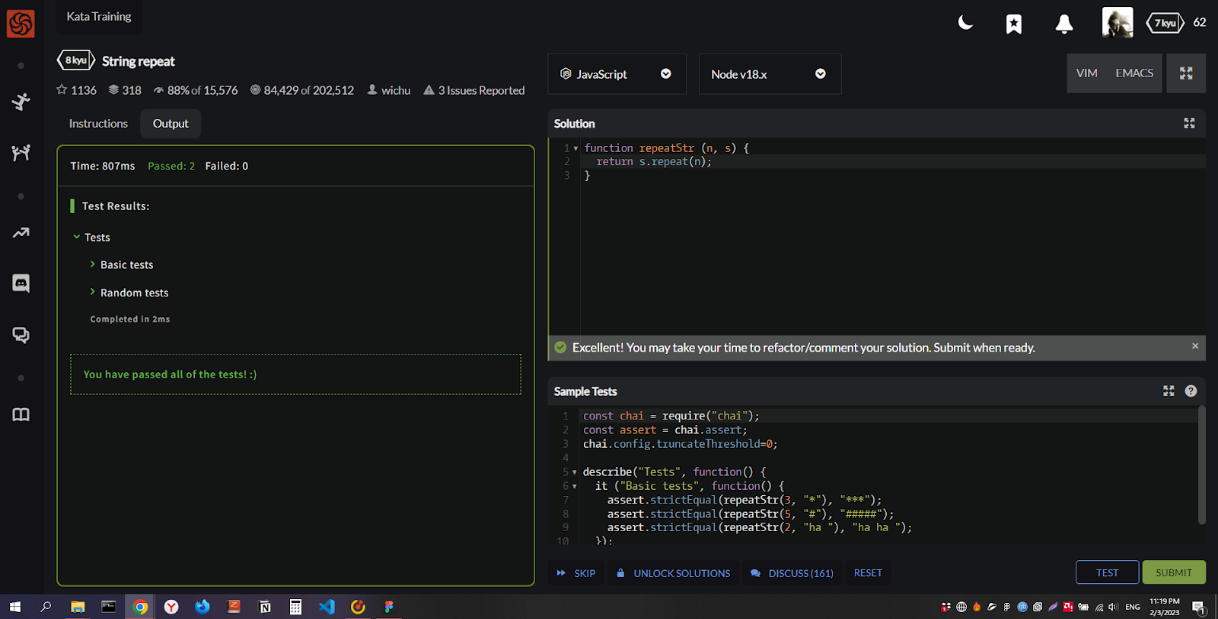 Kata Training
7 kyu 62
8 kyu String repeat
1136 318 88% of 15,576 84,429 of 202,512 wichu 3 Issues Reported
Instructions Output
Time: 807ms Passed: 2 Failed: 0
Test Results:
Tests
Basic tests
Random tests
Completed in 2ms
You have passed all of the tests! :)
JavaScript Node v18.x VIM EMACS
Solution
1 function repeatStr (n, s) {
2 return s.repeat(n);
3 }
Excellent! You may take your time to refactor/comment your solution. Submit when ready.
Sample Tests
1 const chai = require("chai");
2 const assert = chai.assert;
3 chai.config.truncateThreshold=0;
4
5 describe("Tests", function() {
6 it ("Basic tests", function() {
7 assert.strictEqual(repeatStr(3, "*"), "***");
8 assert.strictEqual(repeatStr(5, "#"), "#####");
9 assert.strictEqual(repeatStr(2, "ha "), "ha ha ");
10 });
SKIP UNLOCK SOLUTIONS DISCUSS (161) RESET TEST SUBMIT
ENG
11:19 PM
2/3/2023
1